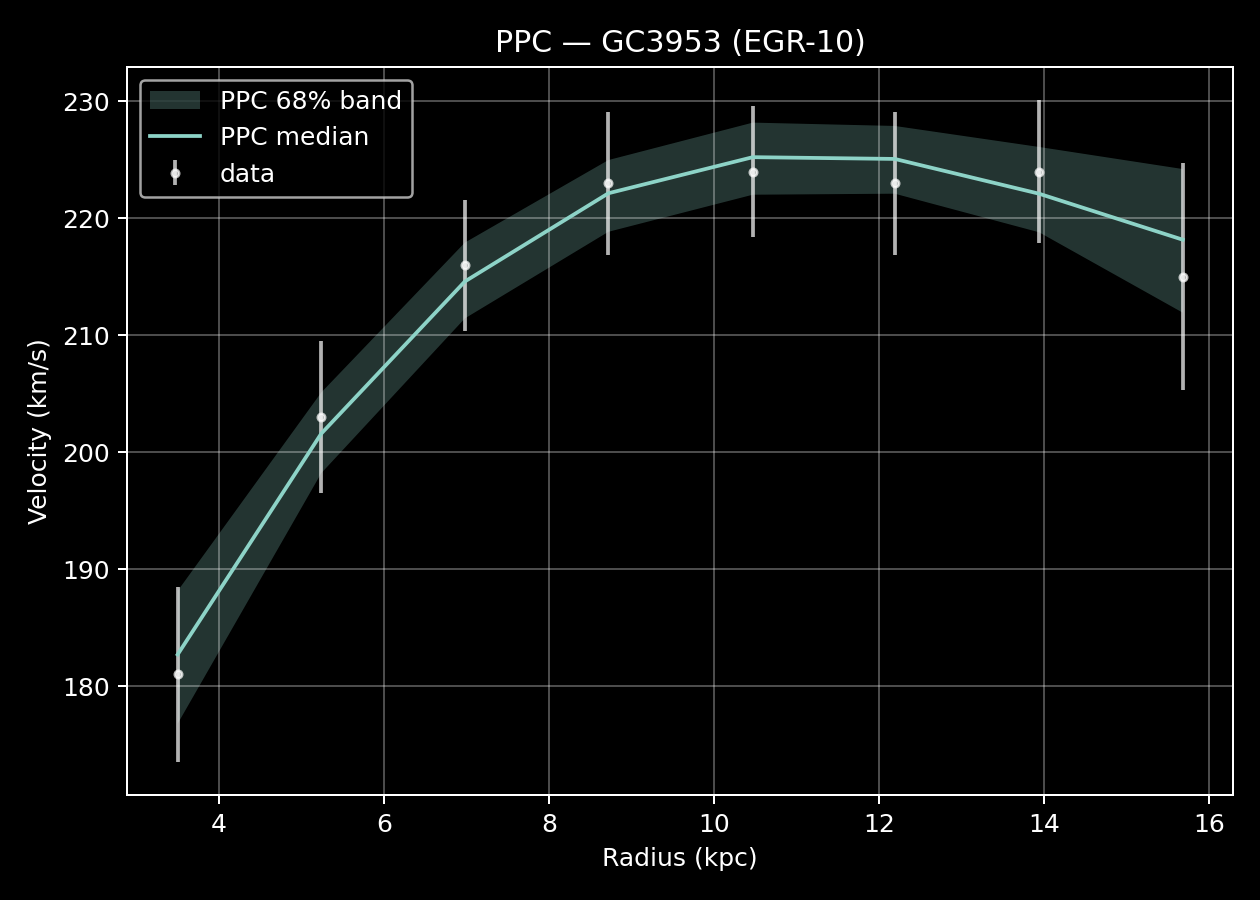 PPC — GC3953 (EGR-10)
PPC 68% band
PPC median
data
230
220
210
200
190
180
Velocity (km/s)
4 6 8 10 12 14 16
Radius (kpc)